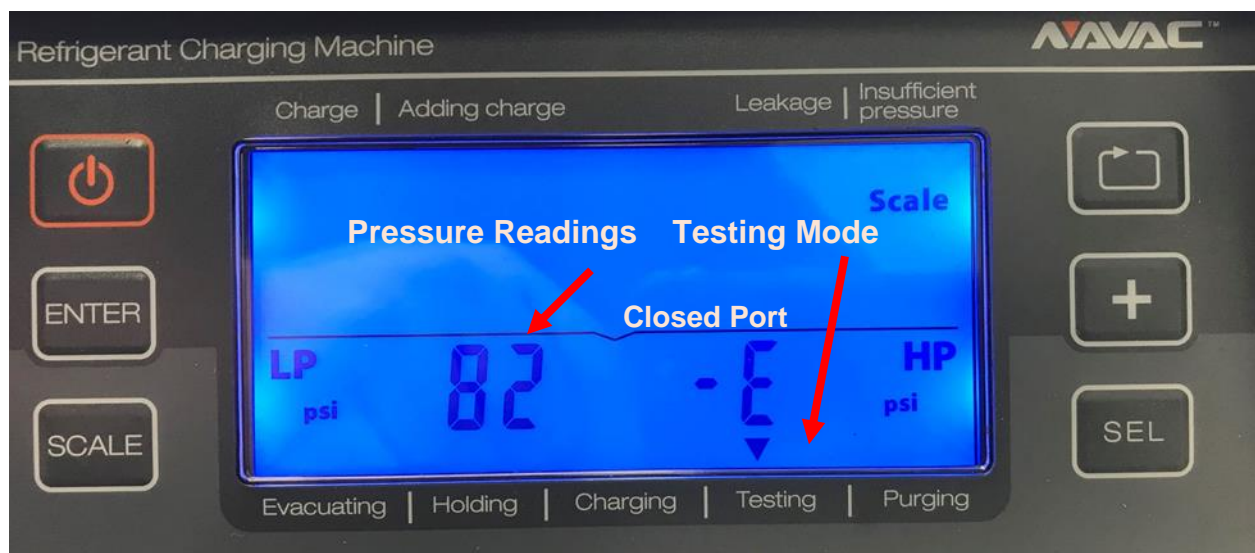 Refrigerant Charging Machine
NAVAC™
Charge | Adding charge
Leakage | Insufficient pressure
Scale
Pressure Readings
Testing Mode
ENTER
Closed Port
LP
psi
82
-E
HP
psi
SCALE
SEL
Evacuating | Holding | Charging | Testing | Purging